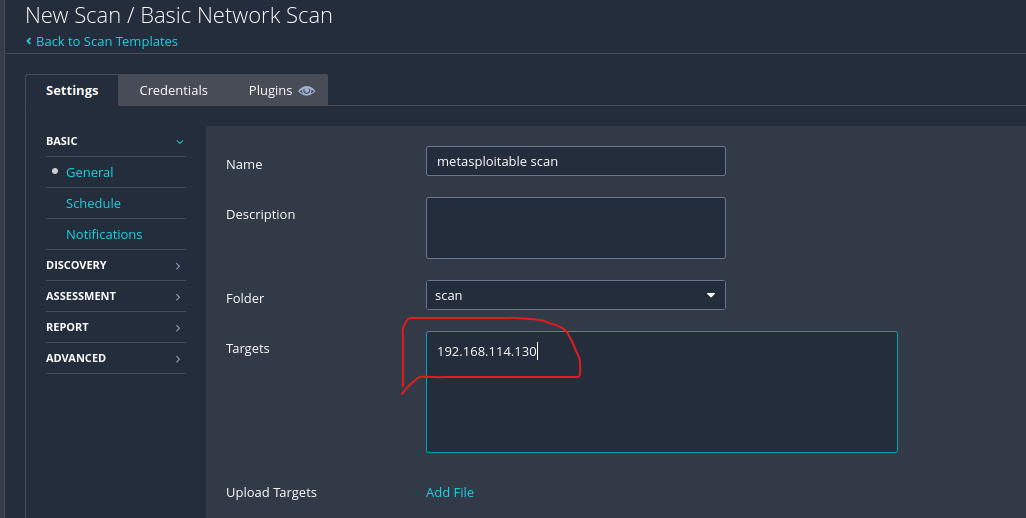 New Scan / Basic Network Scan
Back to Scan Templates
Settings Credentials Plugins
BASIC
General
Schedule
Notifications
DISCOVERY
ASSESSMENT
REPORT
ADVANCED
Name metasploitable scan
Description
Folder scan
Targets 192.168.114.130
Upload Targets Add File